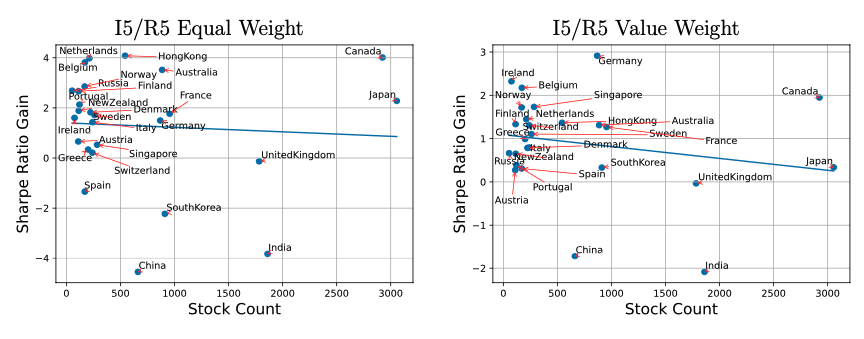 I5/R5 Equal Weight
Sharpe Ratio Gain
4
2
0
−2
−4
Netherlands
HongKong
Canada
Belgium
Norway
Australia
Russia
Finland
France
Japan
Portugal
NewZealand
Denmark
Sweden
Italy
Germany
Ireland
Austria
Singapore
UnitedKingdom
Greece
Switzerland
Spain
SouthKorea
India
China
0
500
1000
1500
2000
2500
3000
Stock Count
I5/R5 Value Weight
Sharpe Ratio Gain
3
2
1
0
−1
−2
Germany
Ireland
Belgium
Singapore
Canada
Norway
Finland
Netherlands
HongKong
Australia
Switzerland
Greece
Sweden
France
Italy
Denmark
NewZealand
Russia
SouthKorea
Japan
Spain
UnitedKingdom
Portugal
Austria
China
India
0
500
1000
1500
2000
2500
3000
Stock Count